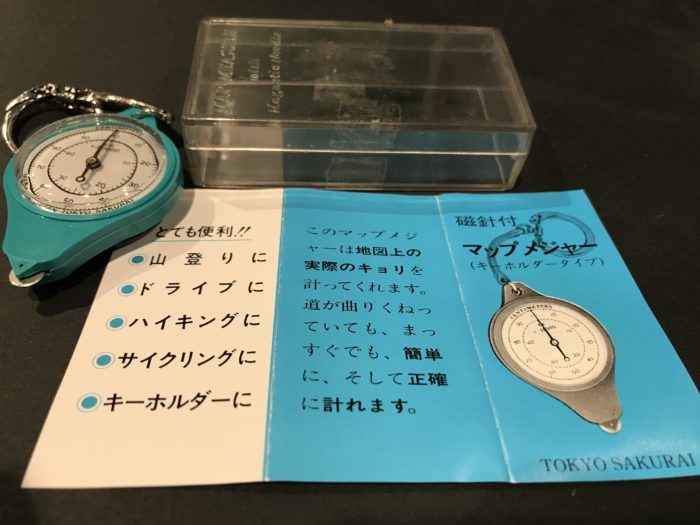 MAP MEASURE
with
Magnetic Needle
TOKYO SAKURAI
とても便利!!
山登りに
ドライブに
ハイキングに
サイクリングに
キーホルダーに
このマップメジ
ャーは地図上の
実際のキョリを
計ってくれます。
道が曲りくねっ
ていても、まっ
すぐでも、簡単
に、そして正確
に計れます。
磁針付
マップメジャー
(キーホルダータイプ)
CENTIMETERS
TOKYO SAKURAI